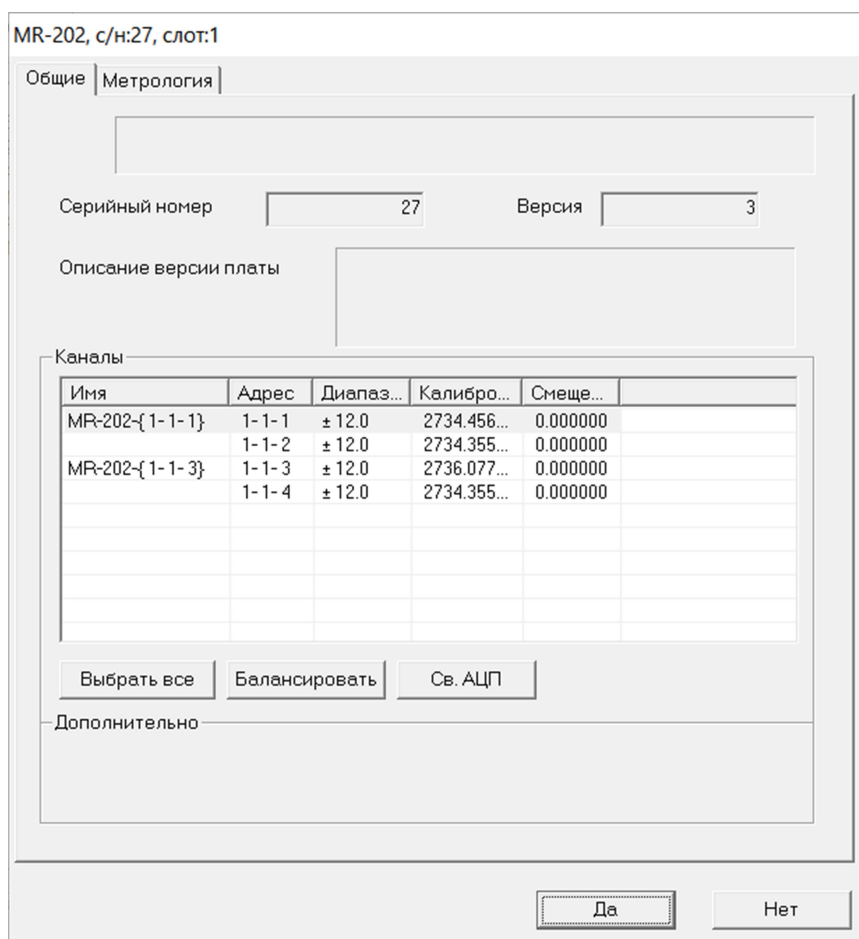 MR-202, с/н:27, слот:1
Общие Метрология
Серийный номер 27 Версия 3
Описание версии платы
Каналы
Имя Адрес Диапаз... Калибро... Смеще...
MR-202-{1-1-1} 1-1-1 ± 12.0 2734.456... 0.000000
1-1-2 ± 12.0 2734.355... 0.000000
MR-202-{1-1-3} 1-1-3 ± 12.0 2736.077... 0.000000
1-1-4 ± 12.0 2734.355... 0.000000
Выбрать все Балансировать Св. АЦП
Дополнительно
Да Нет